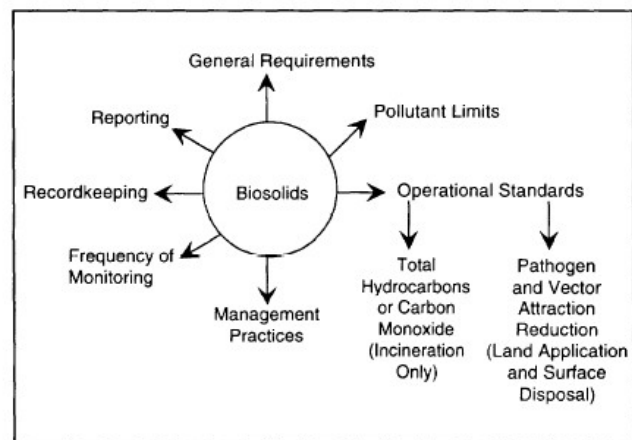 General Requirements
Reporting
Pollutant Limits
Recordkeeping
Biosolids
Operational Standards
Frequency of
Monitoring
Management
Practices
Total
Hydrocarbons
or Carbon
Monoxide
(Incineration
Only)
Pathogen
and Vector
Attraction
Reduction
(Land Application
and Surface
Disposal)